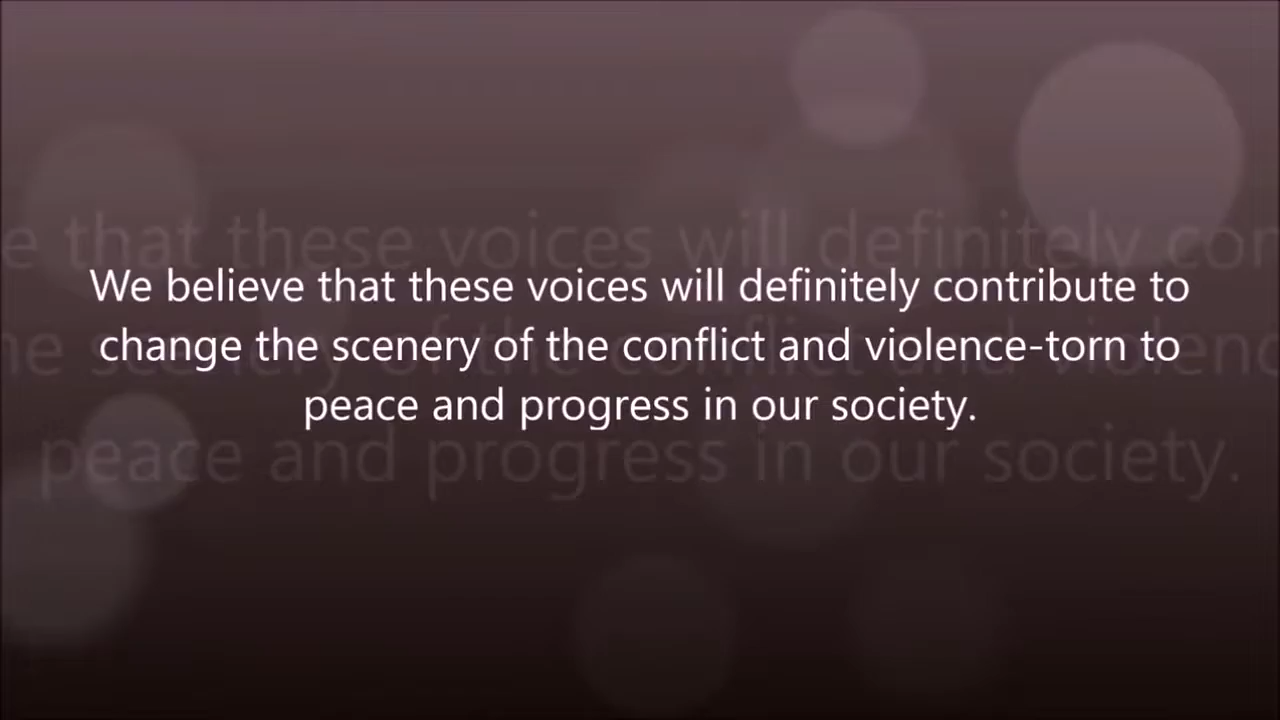 We believe that these voices will definitely contribute to
change the scenery of the conflict and violence-torn to
peace and progress in our society.